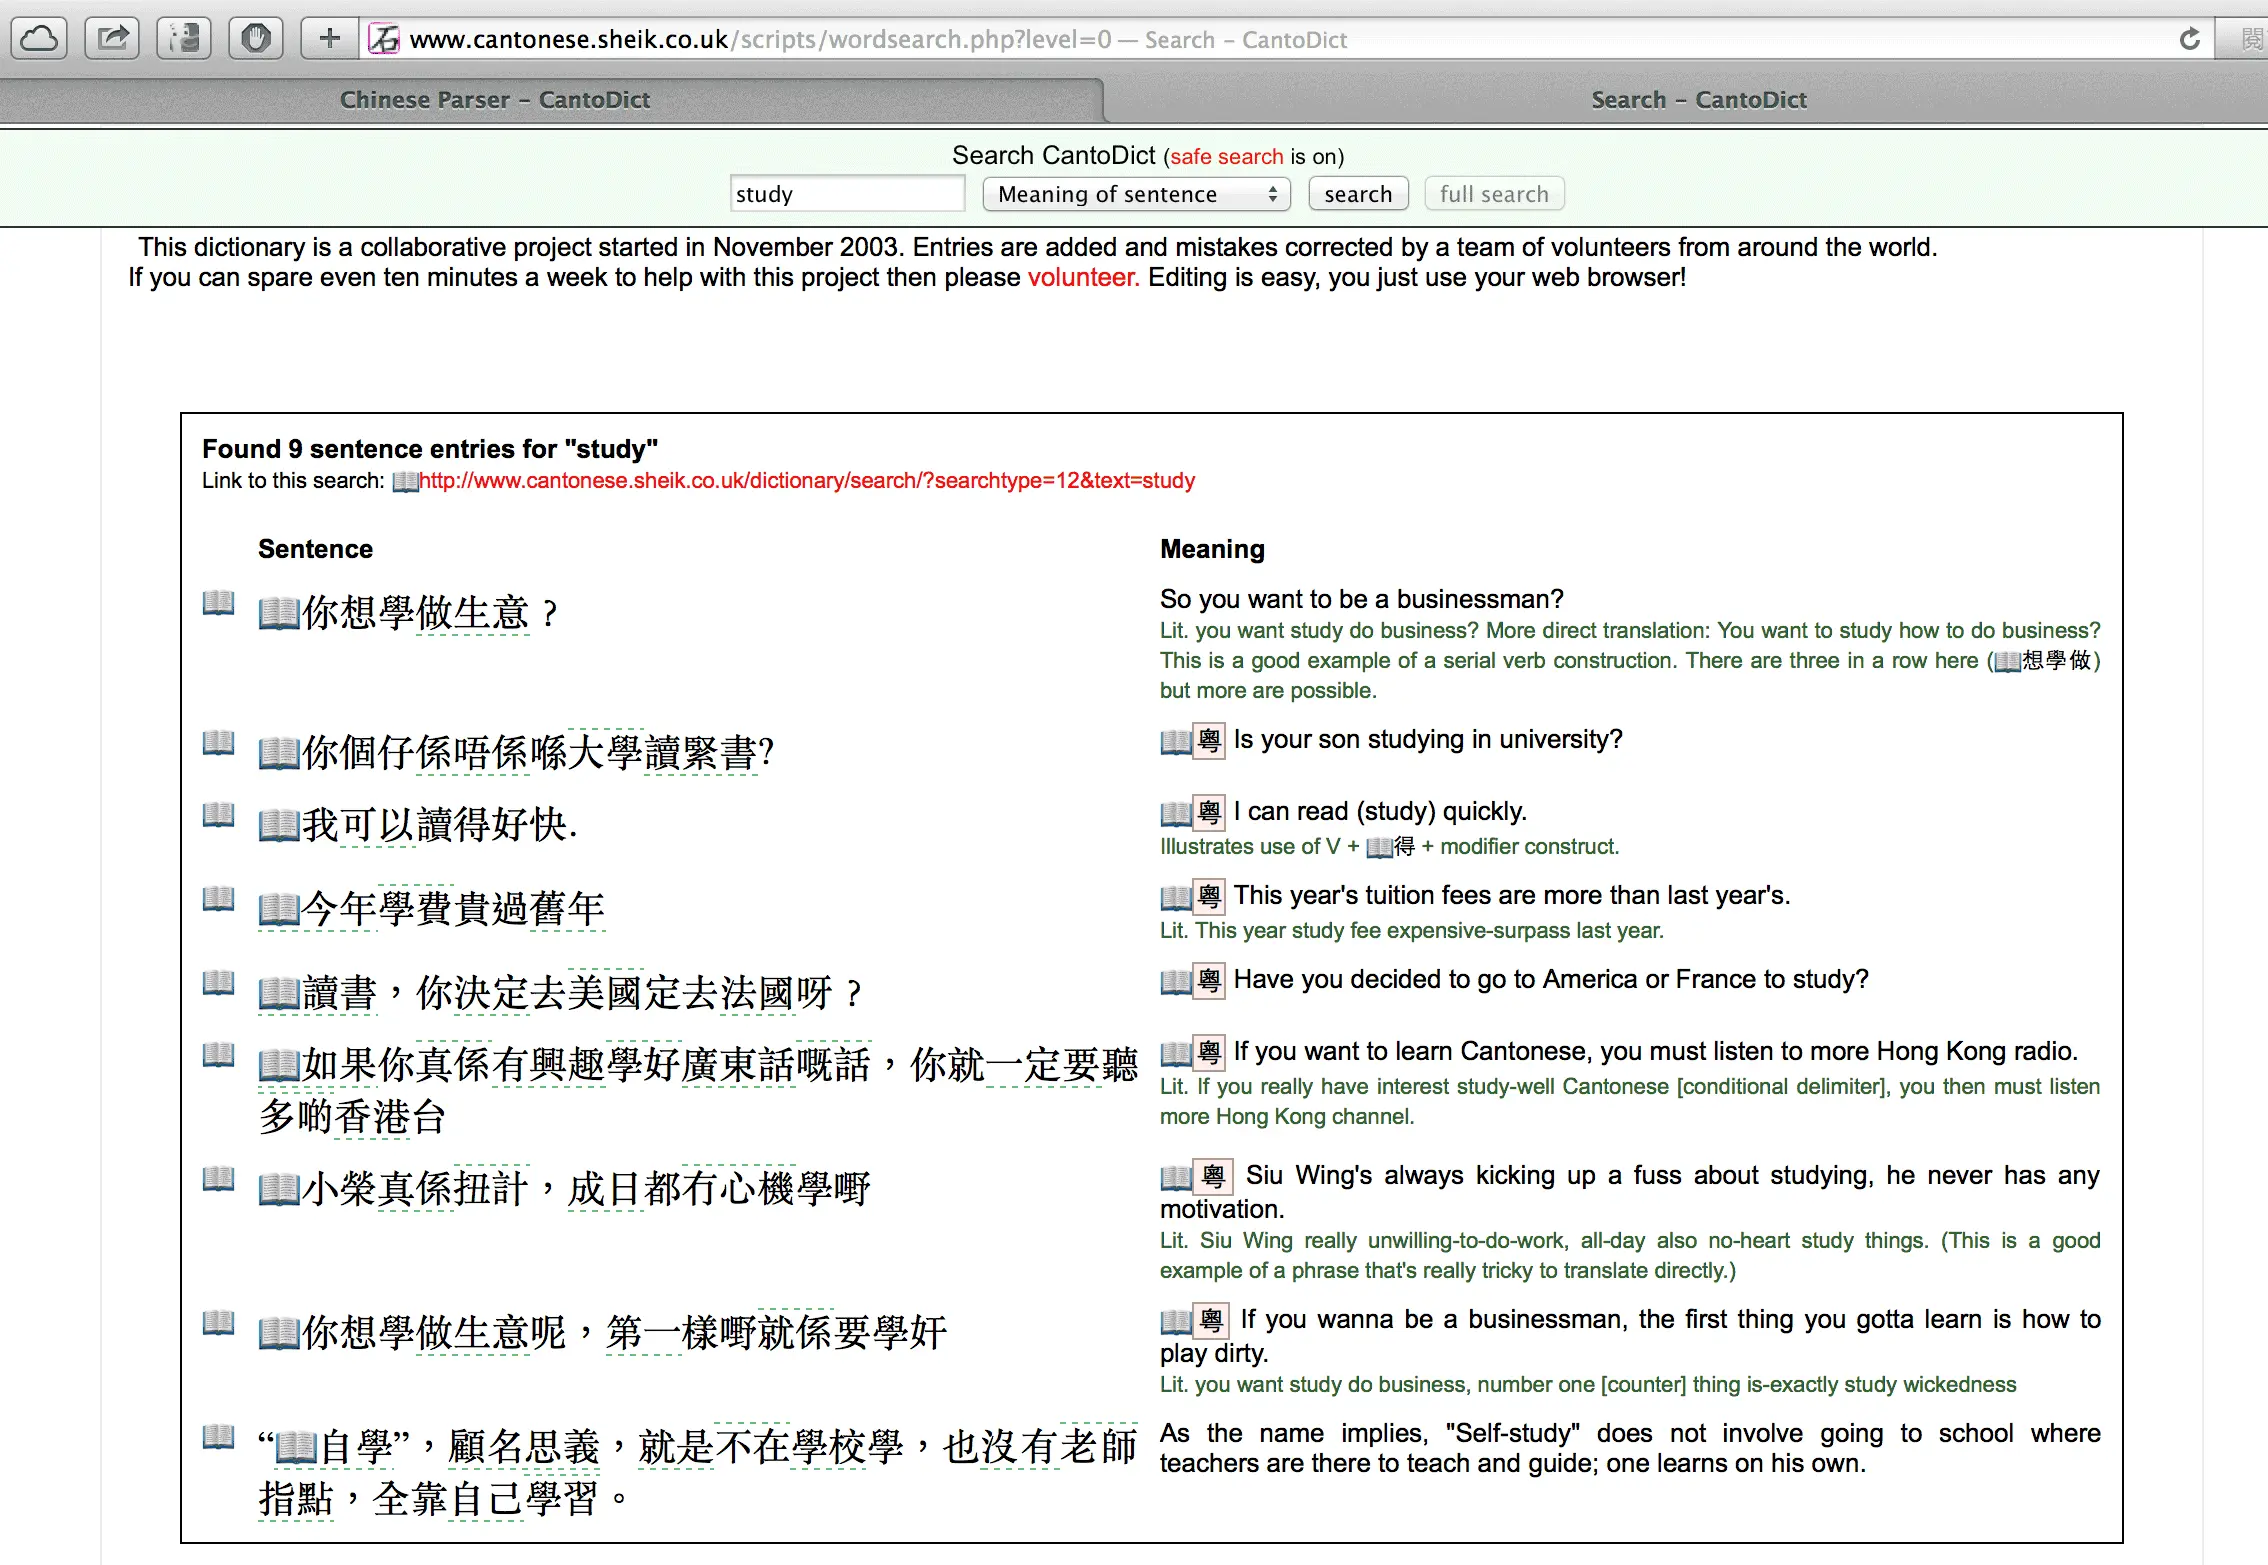 www.cantonese.sheik.co.uk/scripts/wordsearch.php?level=0 — Search – CantoDict
閱
Chinese Parser – CantoDict
Search – CantoDict
Search CantoDict (safe search is on)
study
Meaning of sentence
search
full search
This dictionary is a collaborative project started in November 2003. Entries are added and mistakes corrected by a team of volunteers from around the world.
If you can spare even ten minutes a week to help with this project then please volunteer. Editing is easy, you just use your web browser!
Found 9 sentence entries for "study"
Link to this search: http://www.cantonese.sheik.co.uk/dictionary/search/?searchtype=12&text=study
Sentence
Meaning
你想學做生意？
So you want to be a businessman?
Lit. you want study do business? More direct translation: You want to study how to do business?
This is a good example of a serial verb construction. There are three in a row here (想學做)
but more are possible.
你個仔係唔係喺大學讀緊書?
粵 Is your son studying in university?
我可以讀得好快.
粵 I can read (study) quickly.
Illustrates use of V + 得 + modifier construct.
今年學費貴過舊年
粵 This year's tuition fees are more than last year's.
Lit. This year study fee expensive-surpass last year.
讀書，你決定去美國定去法國呀？
粵 Have you decided to go to America or France to study?
如果你真係有興趣學好廣東話嘅話，你就一定要聽
多啲香港台
粵 If you want to learn Cantonese, you must listen to more Hong Kong radio.
Lit. If you really have interest study-well Cantonese [conditional delimiter], you then must listen
more Hong Kong channel.
小榮真係扭計，成日都冇心機學嘢
粵 Siu Wing's always kicking up a fuss about studying, he never has any
motivation.
Lit. Siu Wing really unwilling-to-do-work, all-day also no-heart study things. (This is a good
example of a phrase that's really tricky to translate directly.)
你想學做生意呢，第一樣嘢就係要學奸
粵 If you wanna be a businessman, the first thing you gotta learn is how to
play dirty.
Lit. you want study do business, number one [counter] thing is-exactly study wickedness
“自學”，顧名思義，就是不在學校學，也沒有老師
指點，全靠自己學習。
As the name implies, "Self-study" does not involve going to school where
teachers are there to teach and guide; one learns on his own.